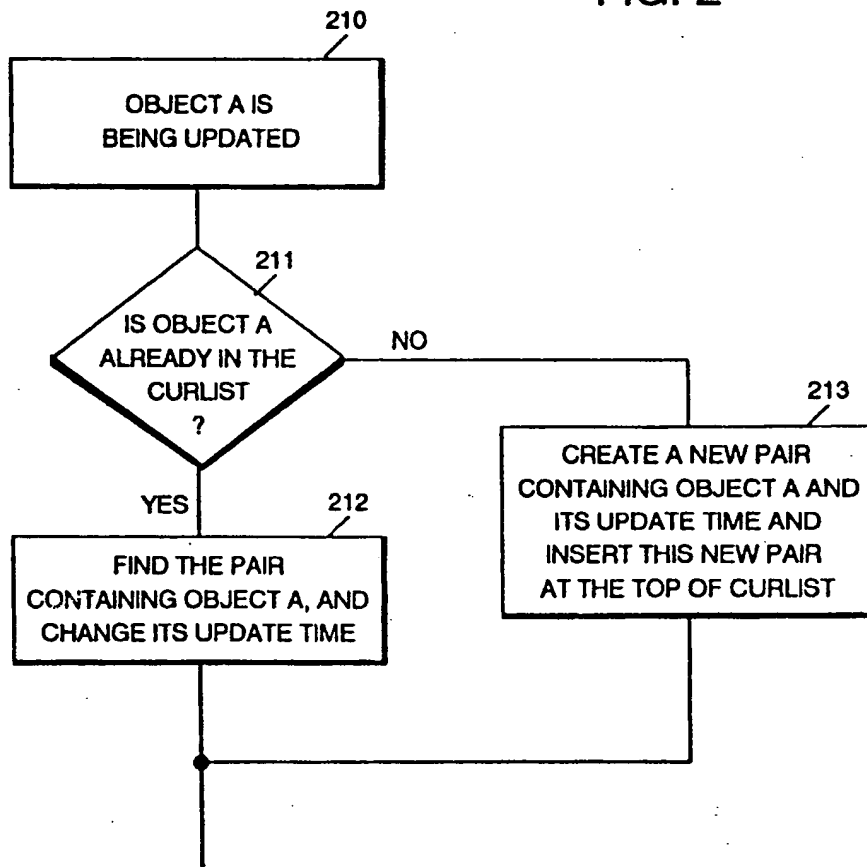 FIG. 2
210
OBJECT A IS
BEING UPDATED
211
IS OBJECT A
ALREADY IN THE
CURLIST
?
NO
YES
212
FIND THE PAIR
CONTAINING OBJECT A, AND
CHANGE ITS UPDATE TIME
213
CREATE A NEW PAIR
CONTAINING OBJECT A AND
ITS UPDATE TIME AND
INSERT THIS NEW PAIR
AT THE TOP OF CURLIST